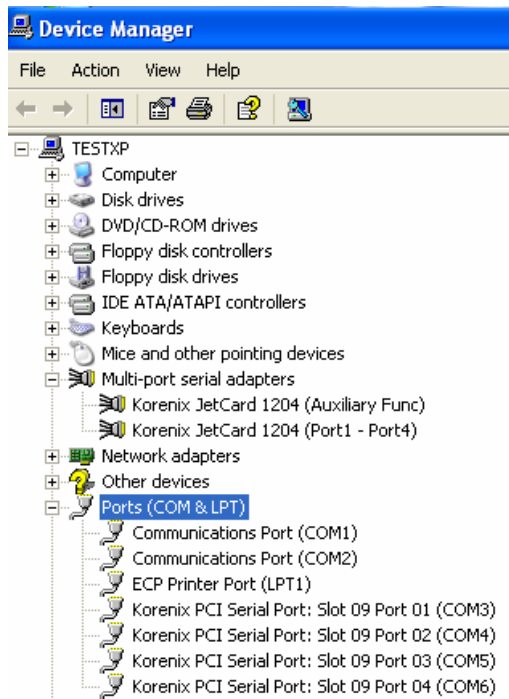 Device Manager
File Action View Help
TESTXP
Computer
Disk drives
DVD/CD-ROM drives
Floppy disk controllers
Floppy disk drives
IDE ATA/ATAPI controllers
Keyboards
Mice and other pointing devices
Multi-port serial adapters
Korenix JetCard 1204 (Auxiliary Func)
Korenix JetCard 1204 (Port1 - Port4)
Network adapters
Other devices
Ports (COM & LPT)
Communications Port (COM1)
Communications Port (COM2)
ECP Printer Port (LPT1)
Korenix PCI Serial Port: Slot 09 Port 01 (COM3)
Korenix PCI Serial Port: Slot 09 Port 02 (COM4)
Korenix PCI Serial Port: Slot 09 Port 03 (COM5)
Korenix PCI Serial Port: Slot 09 Port 04 (COM6)